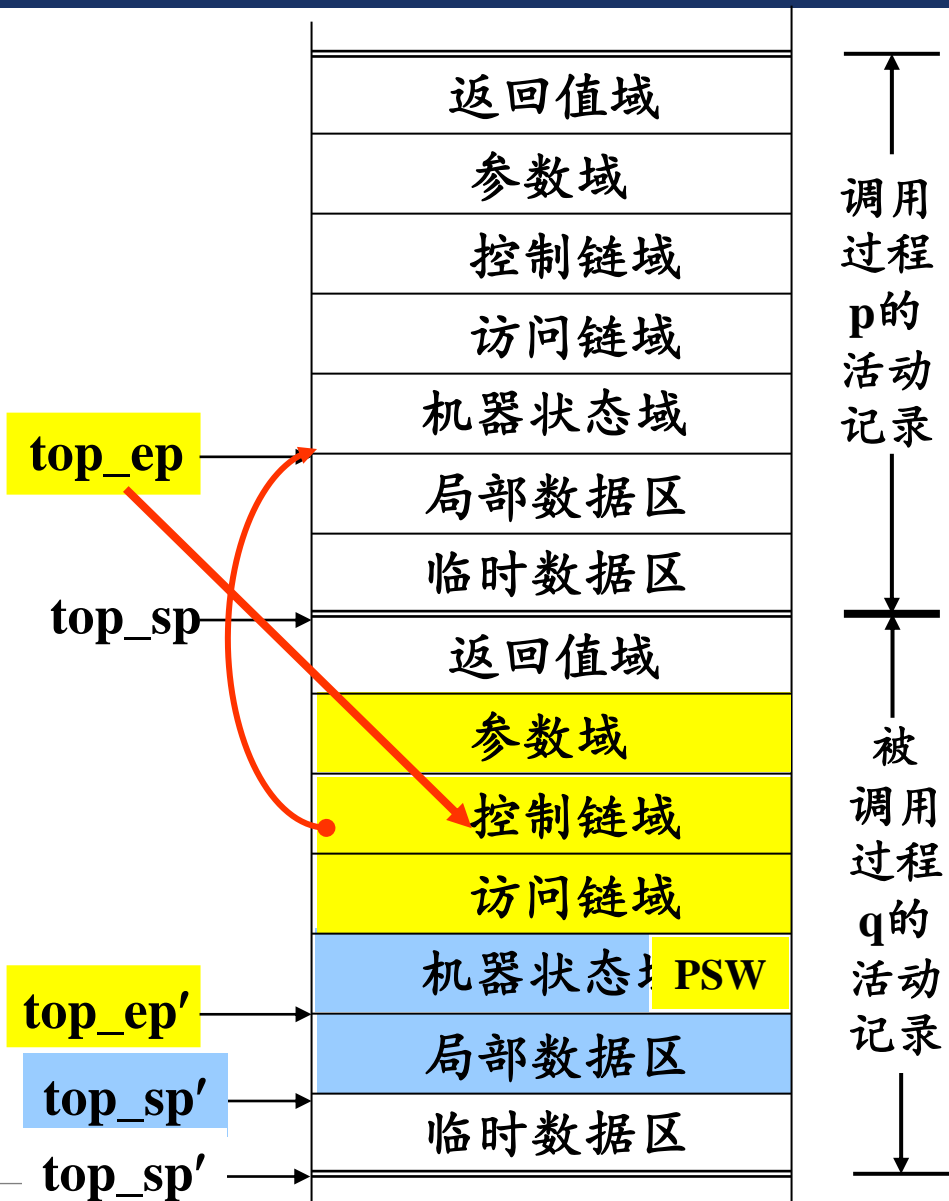 返回值域
参数域
控制链域
访问链域
机器状态域
局部数据区
临时数据区
调用
过程
p的
活动
记录
top_ep
top_sp
返回值域
参数域
控制链域
访问链域
机器状态
PSW
局部数据区
临时数据区
被
调用
过程
q的
活动
记录
top_ep′
top_sp′
top_sp′